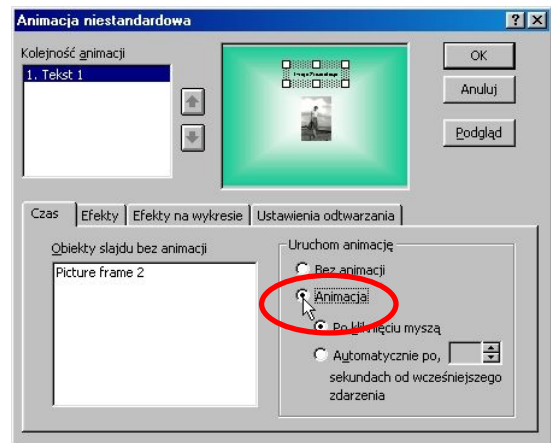 Animacja niestandardowa
Kolejność animacji
1. Tekst 1
OK
Anuluj
Podgląd
Czas
Efekty
Efekty na wykresie
Ustawienia odtwarzania
Obiekty slajdu bez animacji
Picture frame 2
Uruchom animację
Bez animacji
Animacja
Po kliknięciu myszą
Automatycznie po,
sekundach od wcześniejszego
zdarzenia